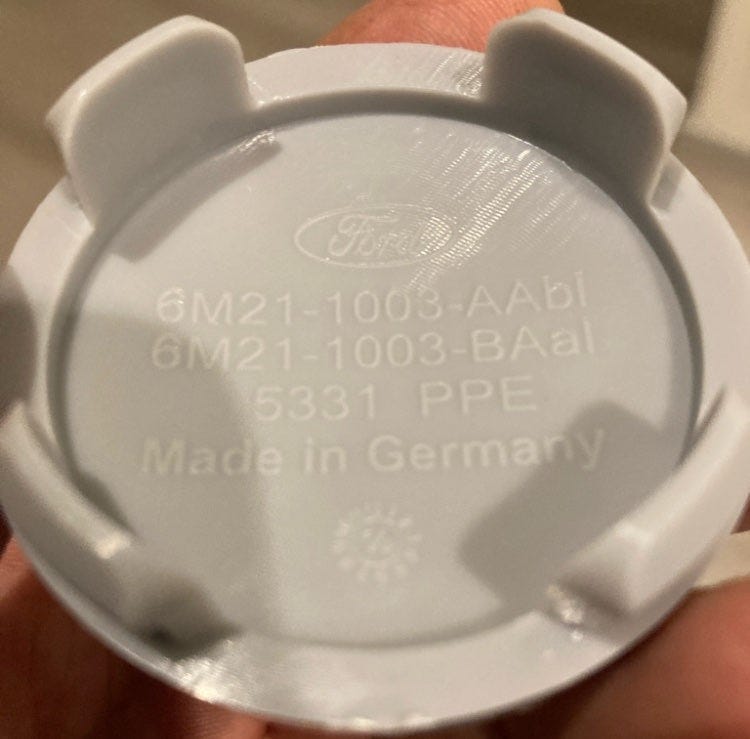 Ford
6M21-1003-AAbl
6M21-1003-BAal
5331 PPE
Made in Germany